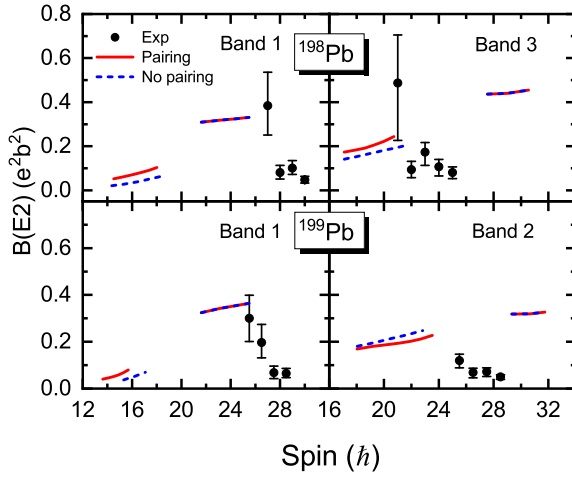 0.8
Exp
Pairing
No pairing
Band 1
¹⁹⁸Pb
Band 3
0.6
0.4
0.2
0.0
B(E2) (e²b²)
Band 1
¹⁹⁹Pb
Band 2
0.6
0.4
0.2
0.0
12 16 20 24 28 16 20 24 28 32
Spin (ℏ)